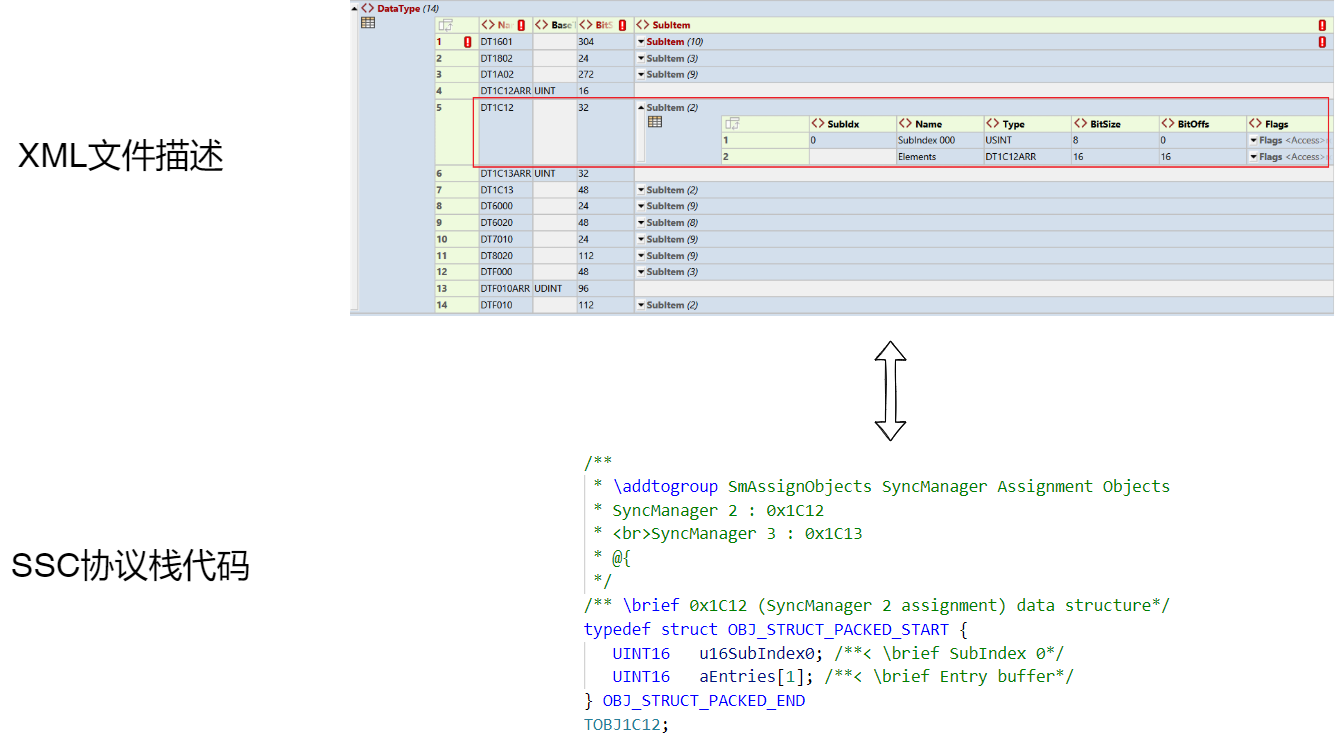 DataType (14)
Na BaseT BitS SubItem
1 DT1601 304 SubItem (10)
2 DT1802 24 SubItem (3)
3 DT1A02 272 SubItem (9)
4 DT1C12ARR UINT 16
5 DT1C12 32 SubItem (2)
SubIdx Name Type BitSize BitOffs Flags
1 0 SubIndex 000 USINT 8 0 Flags <Access>
2 Elements DT1C12ARR 16 16 Flags <Access>
6 DT1C13ARR UINT 32
7 DT1C13 48 SubItem (2)
8 DT6000 24 SubItem (9)
9 DT6020 48 SubItem (8)
10 DT7010 24 SubItem (9)
11 DT8020 112 SubItem (9)
12 DTF000 48 SubItem (3)
13 DTF010ARR UDINT 96
14 DTF010 112 SubItem (2)
XML文件描述
/**
* \addtogroup SmAssignObjects SyncManager Assignment Objects
* SyncManager 2 : 0x1C12
* <br>SyncManager 3 : 0x1C13
* @{
*/
/** \brief 0x1C12 (SyncManager 2 assignment) data structure*/
typedef struct OBJ_STRUCT_PACKED_START {
UINT16 u16SubIndex0; /**< \brief SubIndex 0*/
UINT16 aEntries[1]; /**< \brief Entry buffer*/
} OBJ_STRUCT_PACKED_END
TOBJ1C12;
SSC协议栈代码